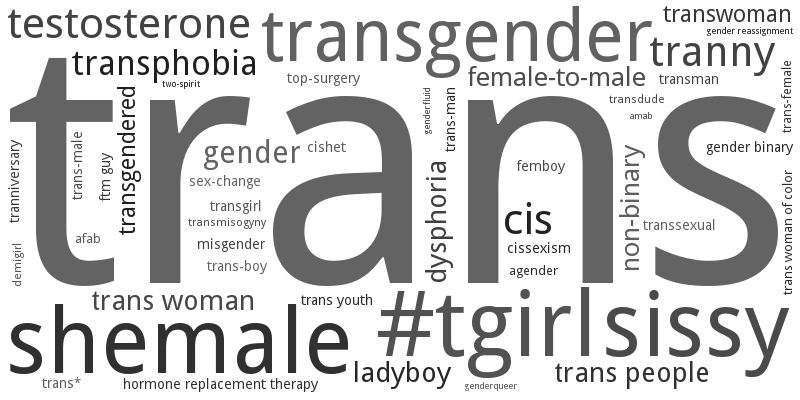 testosterone
transgender
transwoman
gender reassignment
tranny
transphobia
two-spirit
top-surgery
female-to-male
transman
trans
transgendered
genderfluid
trans-man
transdude
amab
trans-female
tranniversary
trans-male
ftm guy
gender
cishet
gender binary
dysphoria
femboy
non-binary
sex-change
transgirl
transmisogyny
misgender
trans-boy
cis
cissexism
agender
transsexual
trans woman of color
demigirl
afab
trans woman
trans youth
#tgirl
sissy
shemale
ladyboy
trans people
trans*
hormone replacement therapy
genderqueer